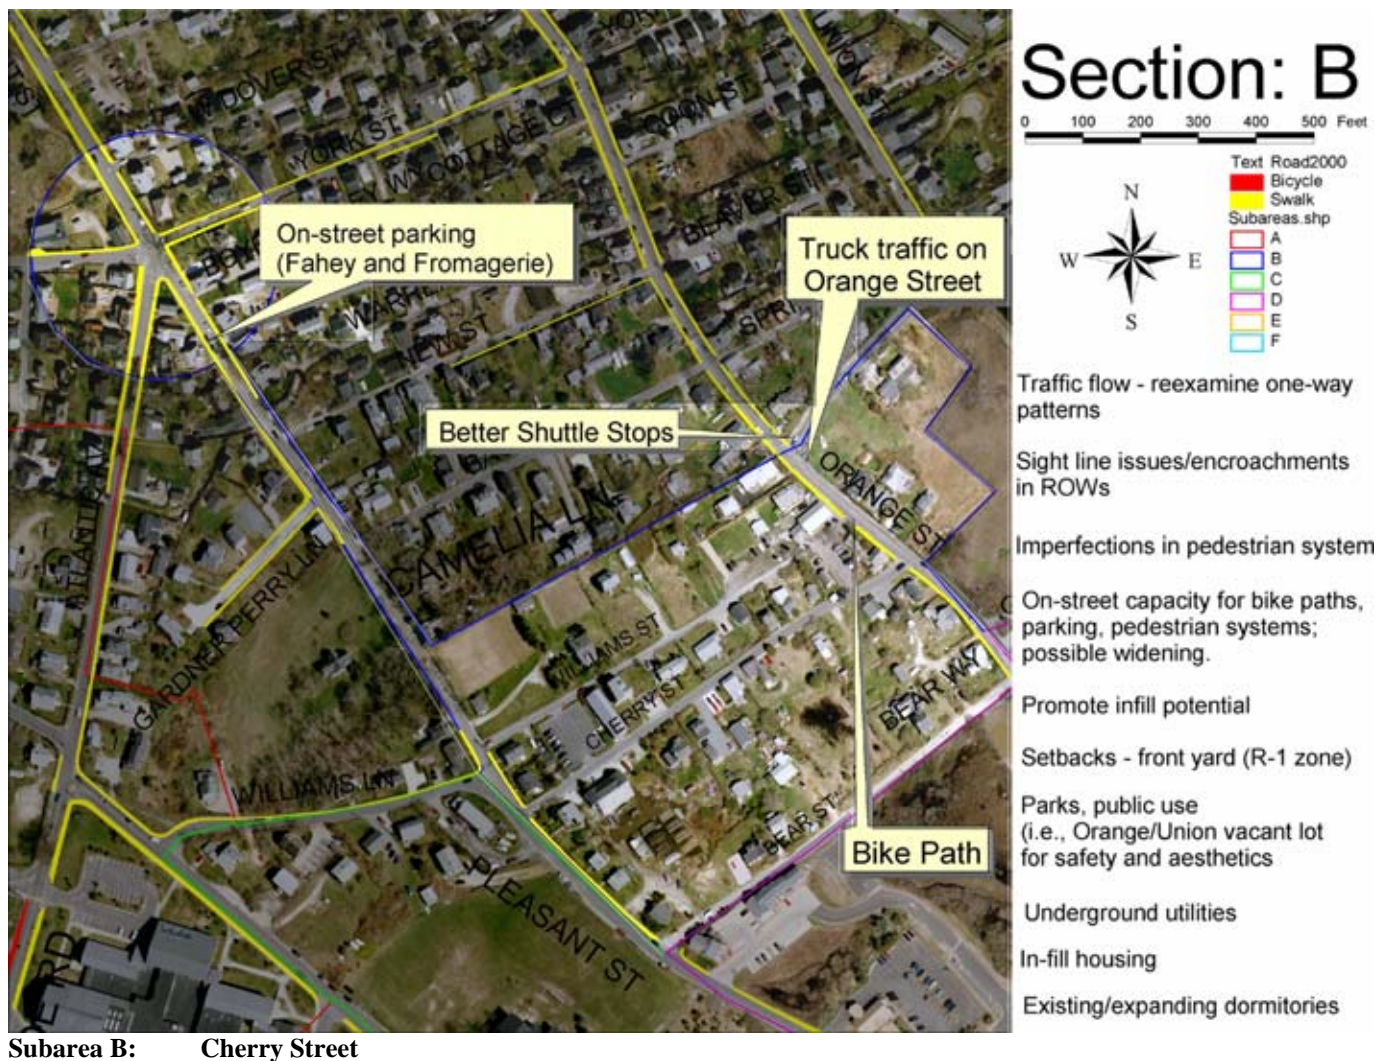 Section: B
0 100 200 300 400 500 Feet
Text Road2000
Bicycle
Swalk
Subareas.shp
A
B
C
D
E
F
N
W E
S
Traffic flow - reexamine one-way
patterns
Sight line issues/encroachments
in ROWs
Imperfections in pedestrian system
On-street capacity for bike paths,
parking, pedestrian systems;
possible widening.
Promote infill potential
Setbacks - front yard (R-1 zone)
Parks, public use
(i.e., Orange/Union vacant lot
for safety and aesthetics
Underground utilities
In-fill housing
Existing/expanding dormitories
W DOVER ST
YORK ST
COTTAGE CT
BEAVER ST
On-street parking
(Fahey and Fromagerie)
Truck traffic on
Orange Street
NEW ST
Better Shuttle Stops
ORANGE ST
CAMELIA LN
GARDNER PERRY LN
WILLIAMS ST
CHERRY ST
BEAR WAY
WILLIAMS LN
BEAR ST
Bike Path
PLEASANT ST
Subarea B: Cherry Street